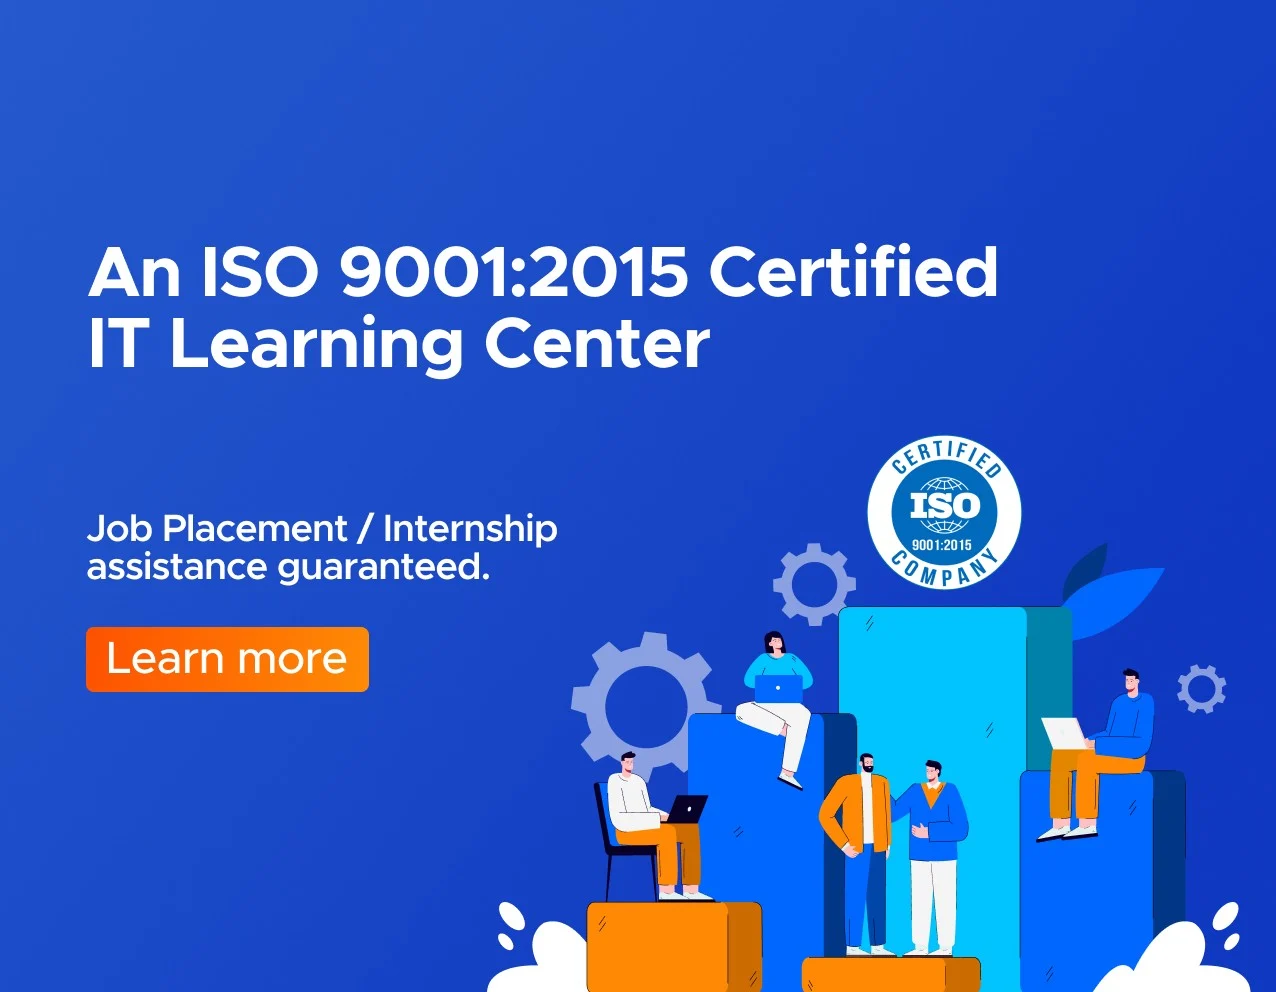 An ISO 9001:2015 Certified
IT Learning Center
Job Placement / Internship
assistance guaranteed.
Learn more
CERTIFIED
ISO
9001:2015
COMPANY